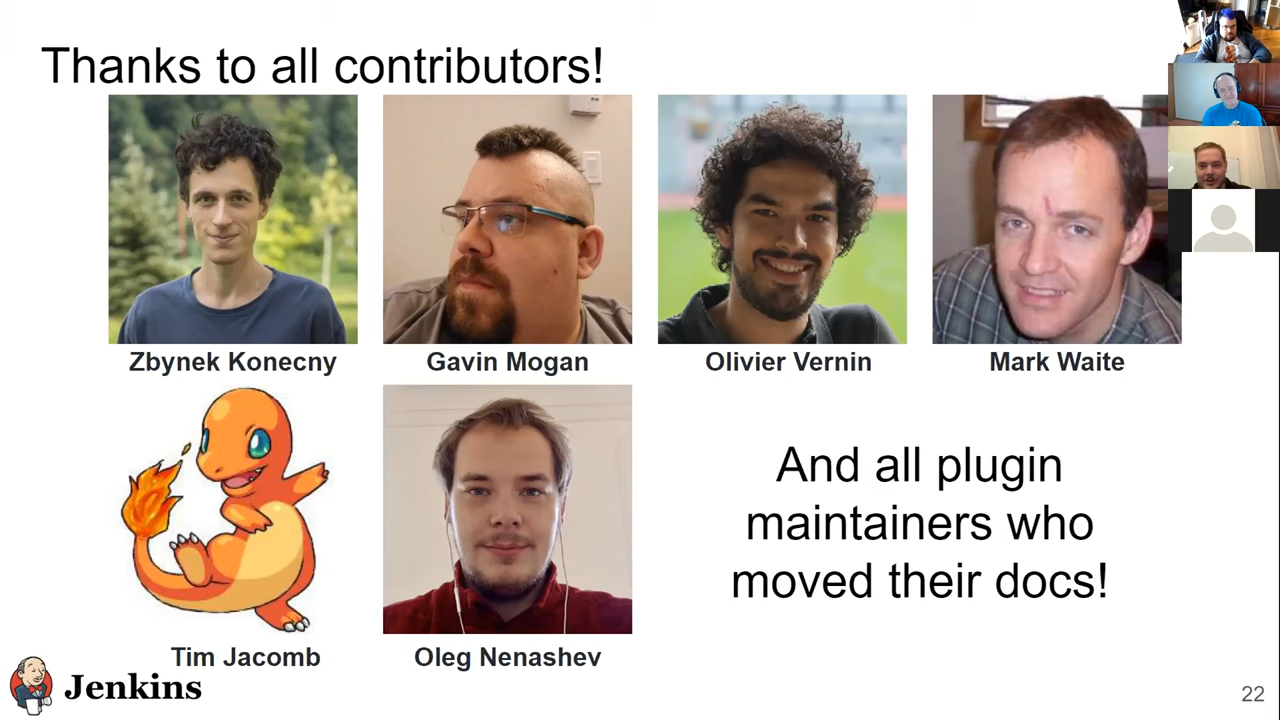 Thanks to all contributors!
Zbynek Konecny
Gavin Mogan
Olivier Vernin
Mark Waite
And all plugin
maintainers who
moved their docs!
Tim Jacomb
Oleg Nenashev
Jenkins
22